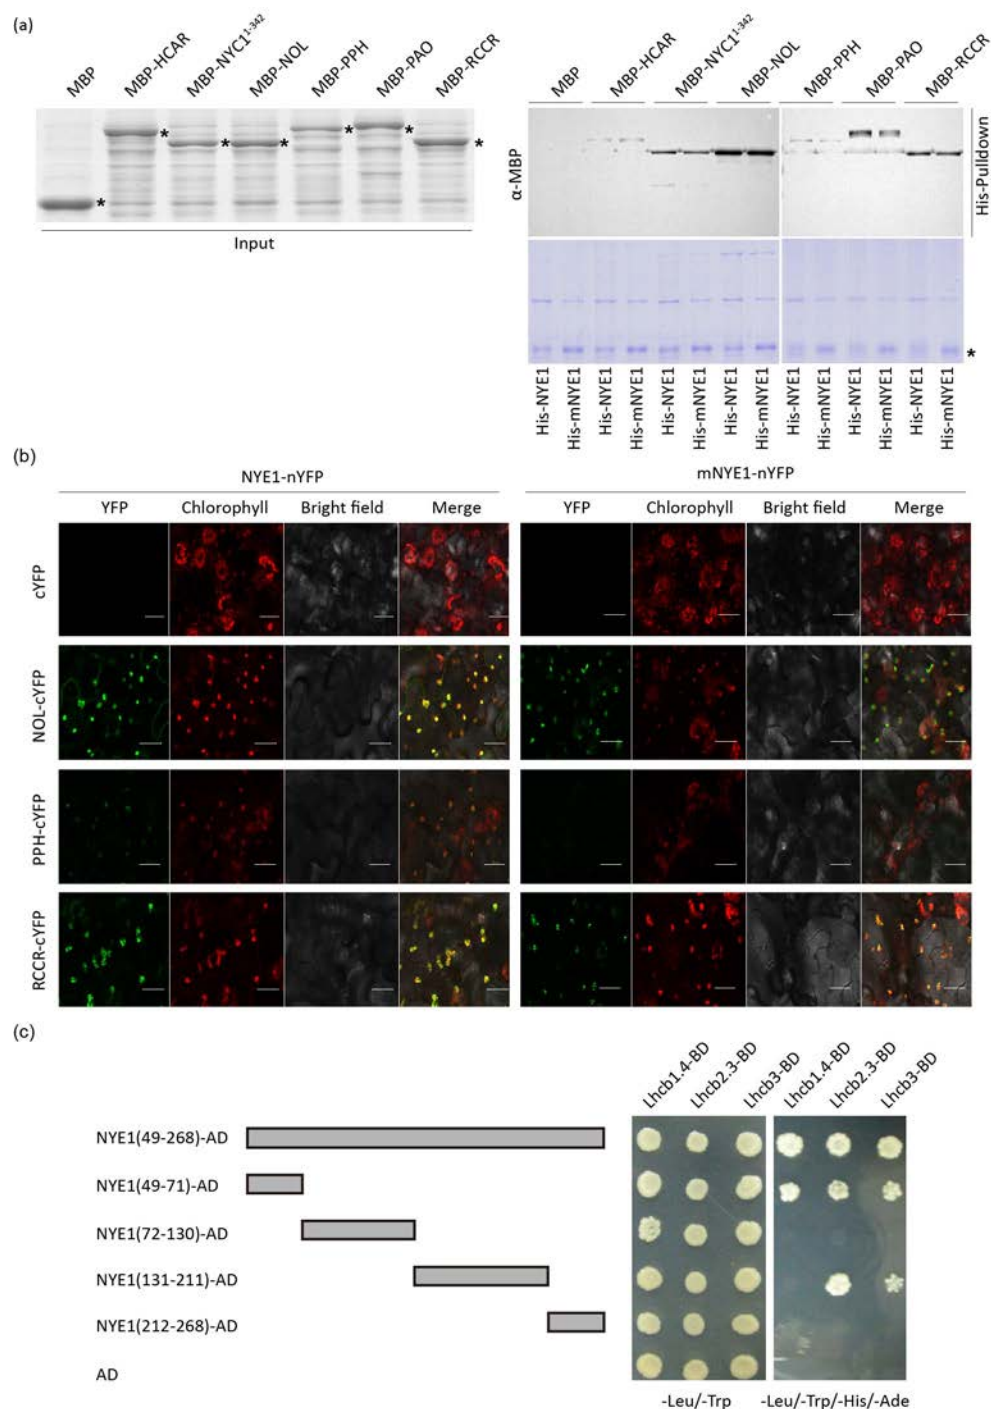 (a)
MBP
MBP-HCAR
MBP-NYC1¹⁻³⁴²
MBP-NOL
MBP-PPH
MBP-PAO
MBP-RCCR
*
*
*
*
*
*
*
Input
MBP
MBP-HCAR
MBP-NYC1¹⁻³⁴²
MBP-NOL
MBP-PPH
MBP-PAO
MBP-RCCR
α-MBP
His-Pulldown
*
His-NYE1
His-mNYE1
His-NYE1
His-mNYE1
His-NYE1
His-mNYE1
His-NYE1
His-mNYE1
His-NYE1
His-mNYE1
His-NYE1
His-mNYE1
His-NYE1
His-mNYE1
(b)
NYE1-nYFP
mNYE1-nYFP
YFP Chlorophyll Bright field Merge
YFP Chlorophyll Bright field Merge
cYFP
NOL-cYFP
PPH-cYFP
RCCR-cYFP
(c)
Lhcb1.4-BD
Lhcb2.3-BD
Lhcb3-BD
Lhcb1.4-BD
Lhcb2.3-BD
Lhcb3-BD
NYE1(49-268)-AD
NYE1(49-71)-AD
NYE1(72-130)-AD
NYE1(131-211)-AD
NYE1(212-268)-AD
AD
-Leu/-Trp
-Leu/-Trp/-His/-Ade